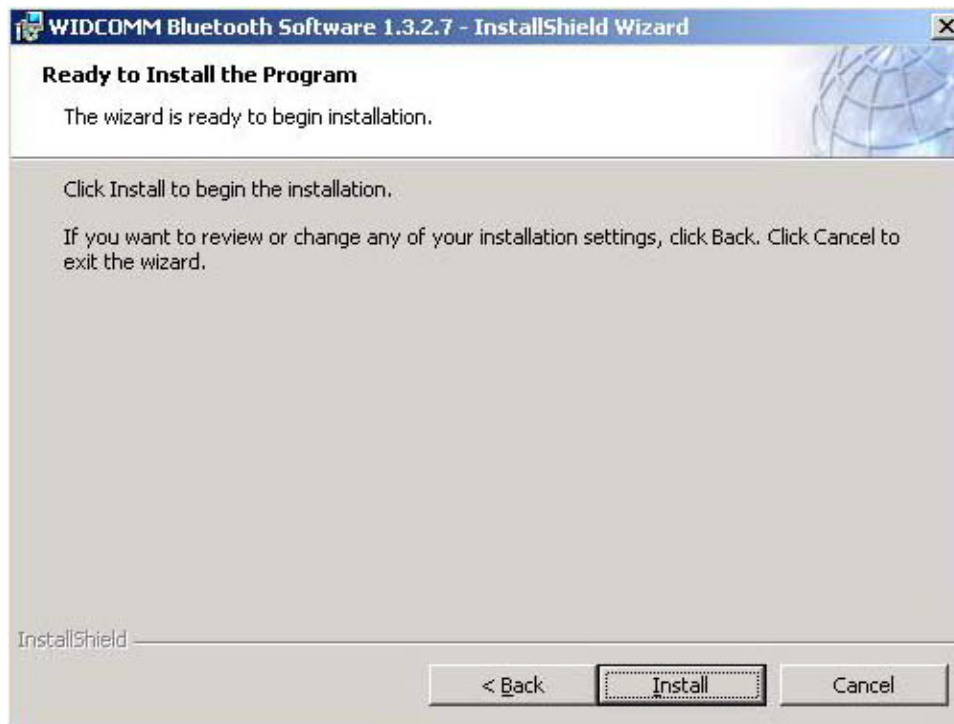 WIDCOMM Bluetooth Software 1.3.2.7 - InstallShield Wizard
Ready to Install the Program
The wizard is ready to begin installation.
Click Install to begin the installation.
If you want to review or change any of your installation settings, click Back. Click Cancel to
exit the wizard.
InstallShield
< Back Install Cancel